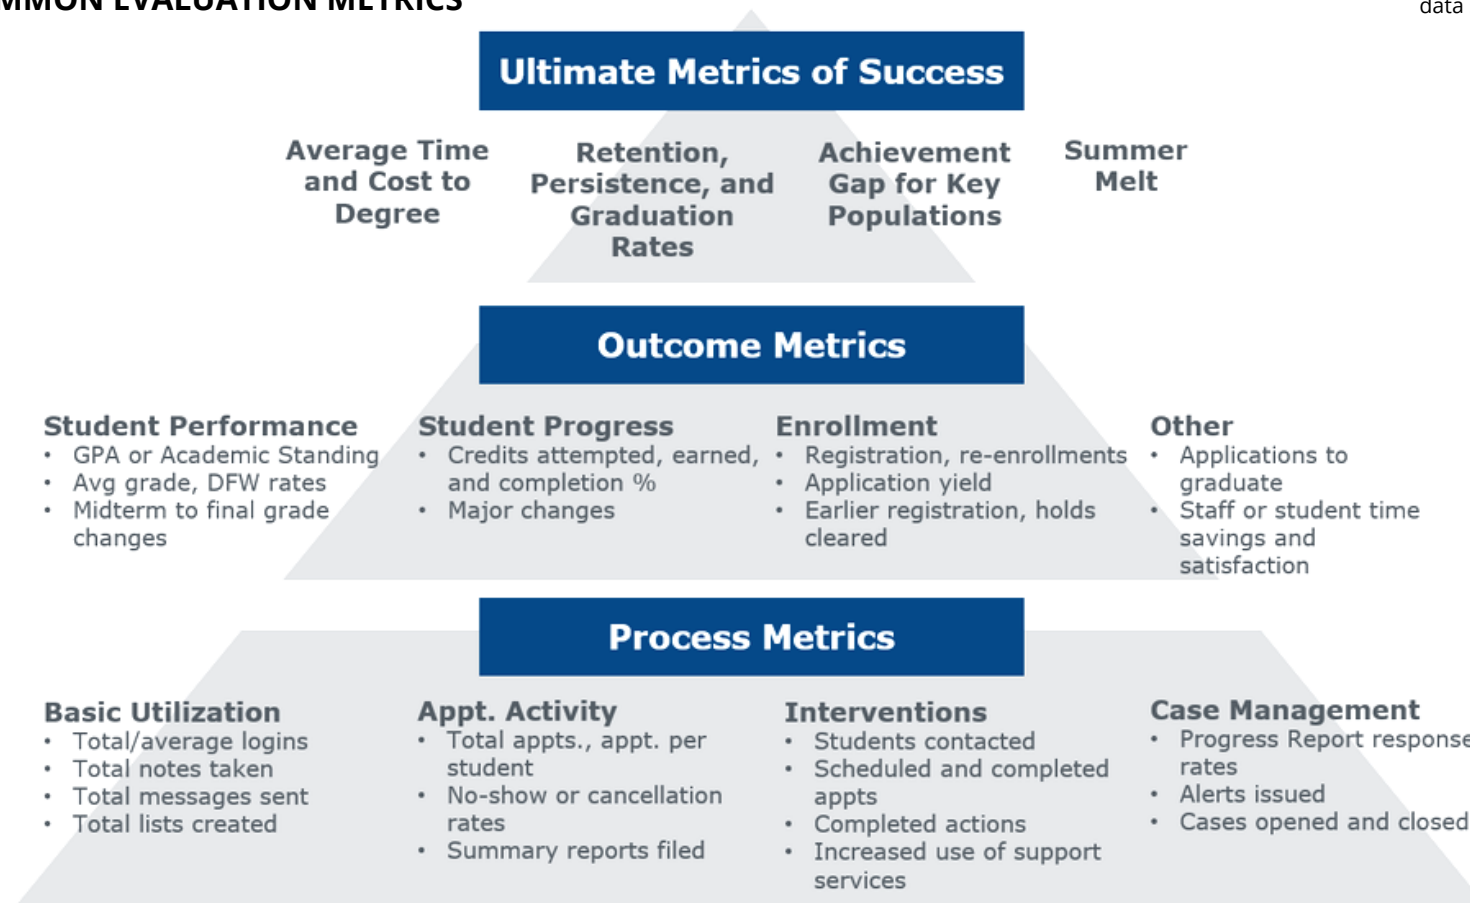 MMON EVALUATION METRICS
data
Ultimate Metrics of Success
Average Time
and Cost to
Degree
Retention,
Persistence, and
Graduation
Rates
Achievement
Gap for Key
Populations
Summer
Melt
Outcome Metrics
Student Performance
• GPA or Academic Standing
• Avg grade, DFW rates
• Midterm to final grade
changes
Student Progress
• Credits attempted, earned,
and completion %
• Major changes
Enrollment
• Registration, re-enrollments
• Application yield
• Earlier registration, holds
cleared
Other
• Applications to
graduate
• Staff or student time
savings and
satisfaction
Process Metrics
Basic Utilization
• Total/average logins
• Total notes taken
• Total messages sent
• Total lists created
Appt. Activity
• Total appts., appt. per
student
• No-show or cancellation
rates
• Summary reports filed
Interventions
• Students contacted
• Scheduled and completed
appts
• Completed actions
• Increased use of support
services
Case Management
• Progress Report response
rates
• Alerts issued
• Cases opened and closed